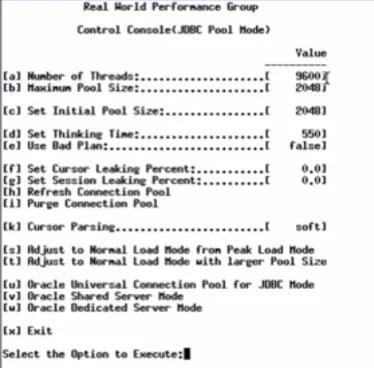 Real World Performance Group
Control Console(JDBC Pool Mode)
Value
----------
[a] Number of Threads:....................[ 9600]
[b] Maximum Pool Size:....................[ 2048]
[c] Set Initial Pool Size:................[ 2048]
[d] Set Thinking Time:....................[ 550]
[e] Use Bad Plan:.........................[ false]
[f] Set Cursor Leaking Percent:...........[ 0.0]
[g] Set Session Leaking Percent:..........[ 0.0]
[h] Refresh Connection Pool
[i] Purge Connection Pool
[k] Cursor Parsing........................[ soft]
[s] Adjust to Normal Load Mode from Peak Load Mode
[t] Adjust to Normal Load Mode with larger Pool Size
[u] Oracle Universal Connection Pool for JDBC Mode
[v] Oracle Shared Server Mode
[w] Oracle Dedicated Server Mode
[x] Exit
Select the Option to Execute: